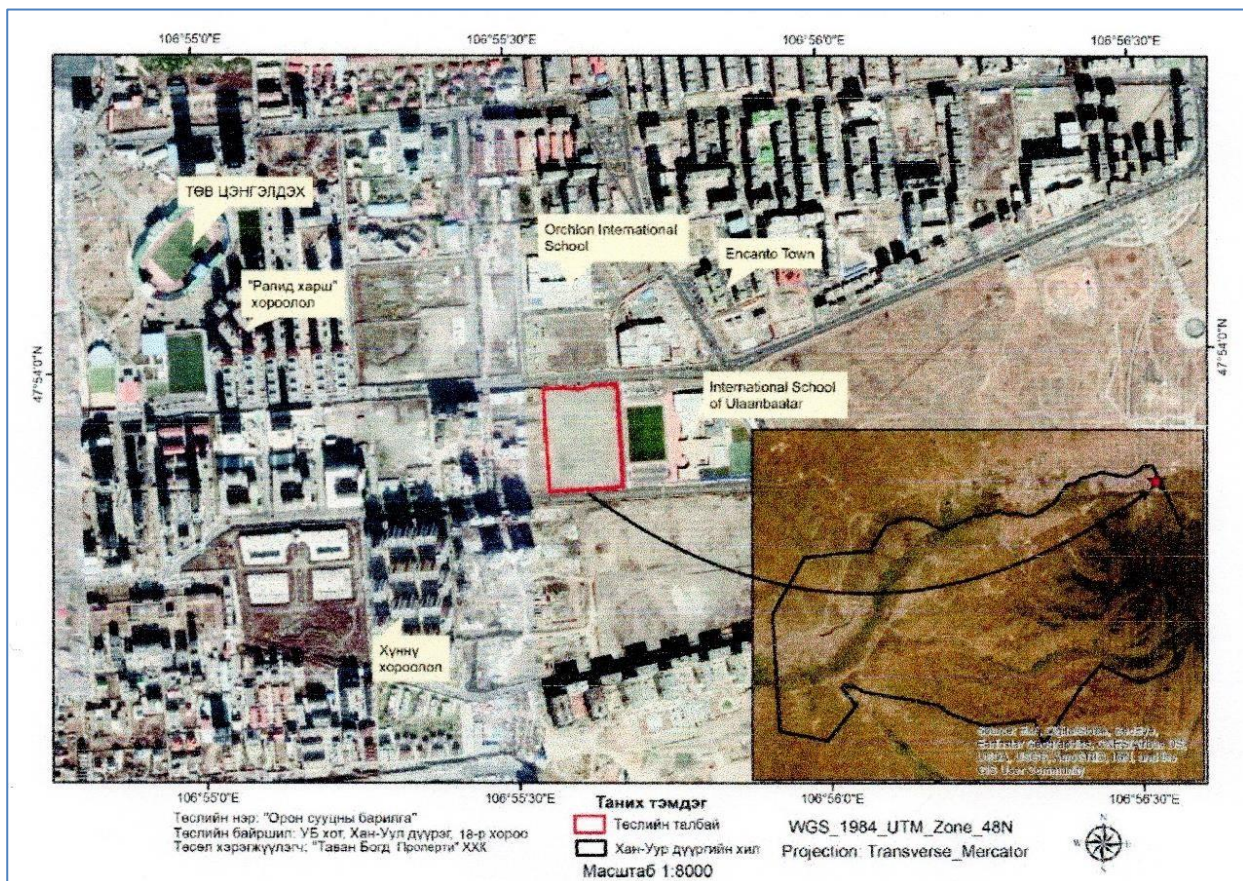 106°55'0"E
106°55'30"E
106°56'0"E
106°56'30"E
ТӨВ ЦЭНГЭЛДЭХ
Orchlon International
School
Encanto Town
"Рапид харш"
хороолол
47°54'0"N
47°54'0"N
International School
of Ulaanbaatar
Хүннү
хороолол
User Community
106°55'0"E
106°55'30"E
106°56'0"E
106°56'30"E
Төслийн нэр: "Орон сууцны барилга"
Төслийн байршил: УБ хот, Хан-Уул дүүрэг, 18-р хороо
Төсөл хэрэгжүүлэгч: "Таван Богд Проперти" ХХК
Таних тэмдэг
Төслийн талбай
Хан-Уур дүүргийн хил
Масштаб 1:8000
WGS_1984_UTM_Zone_48N
Projection: Transverse_Mercator
N
E
S